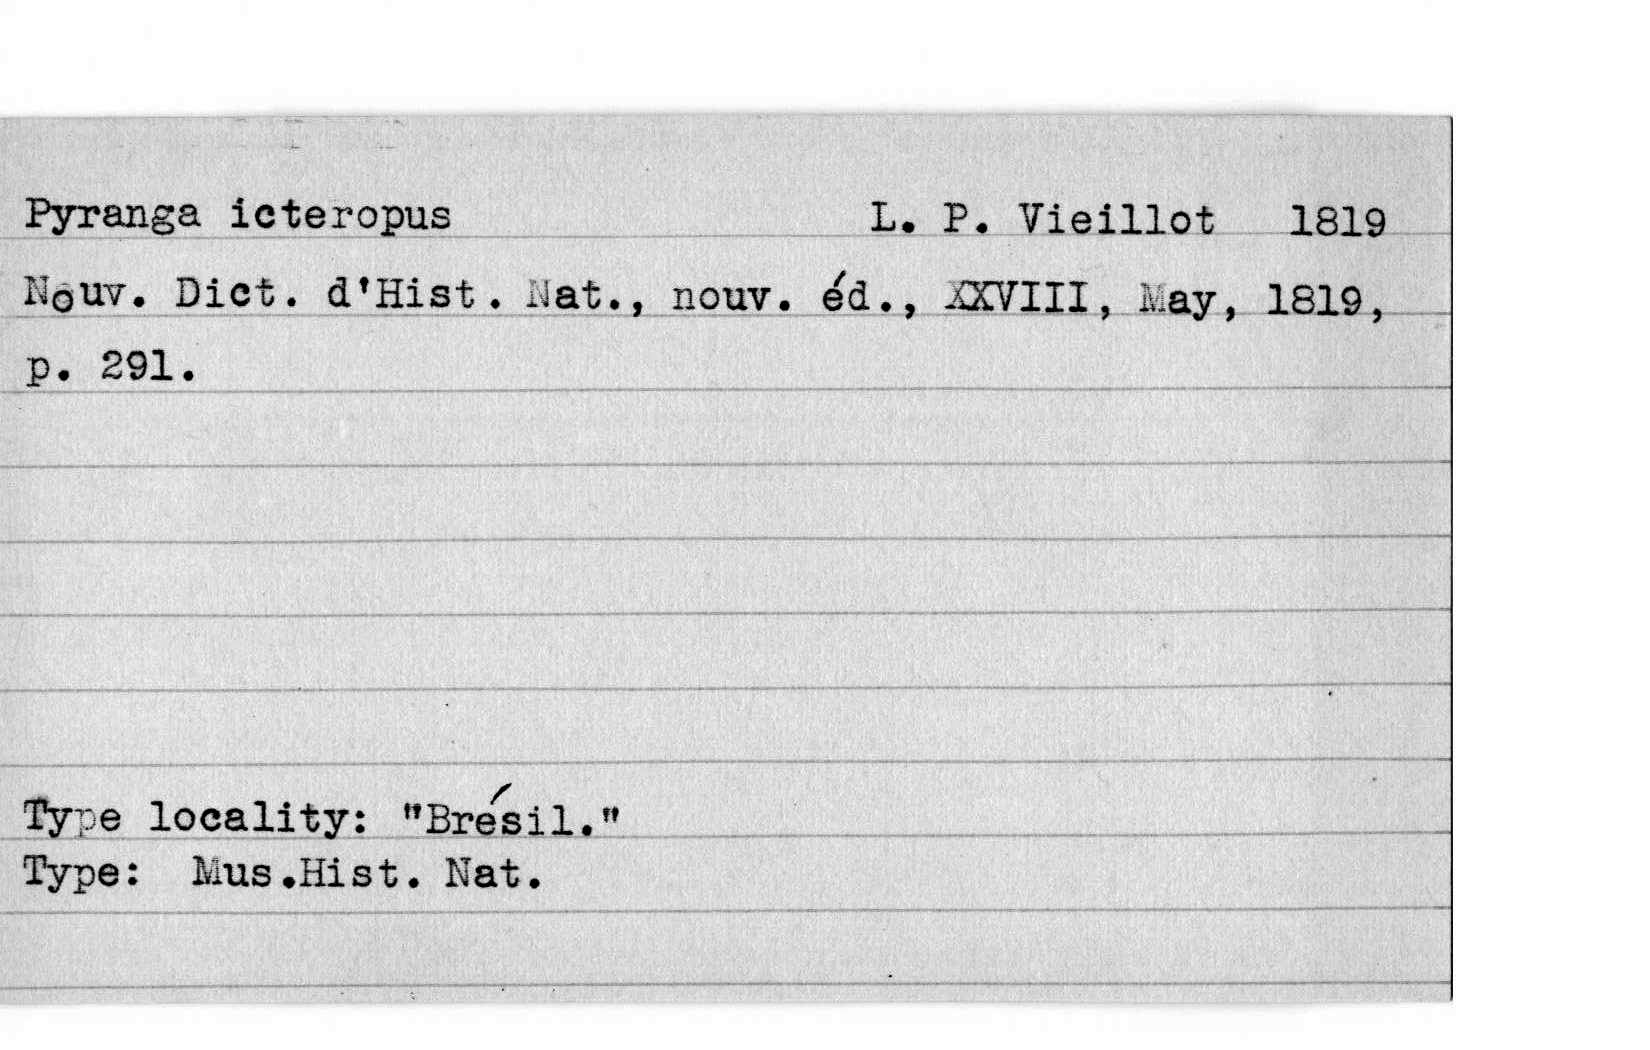 Pyranga icteropus L. P. Vieillot 1819
Nouv. Dict. d'Hist. Nat., nouv. éd., XXVIII, May, 1819,
p. 291.
Type locality: "Brésil."
Type: Mus.Hist. Nat.